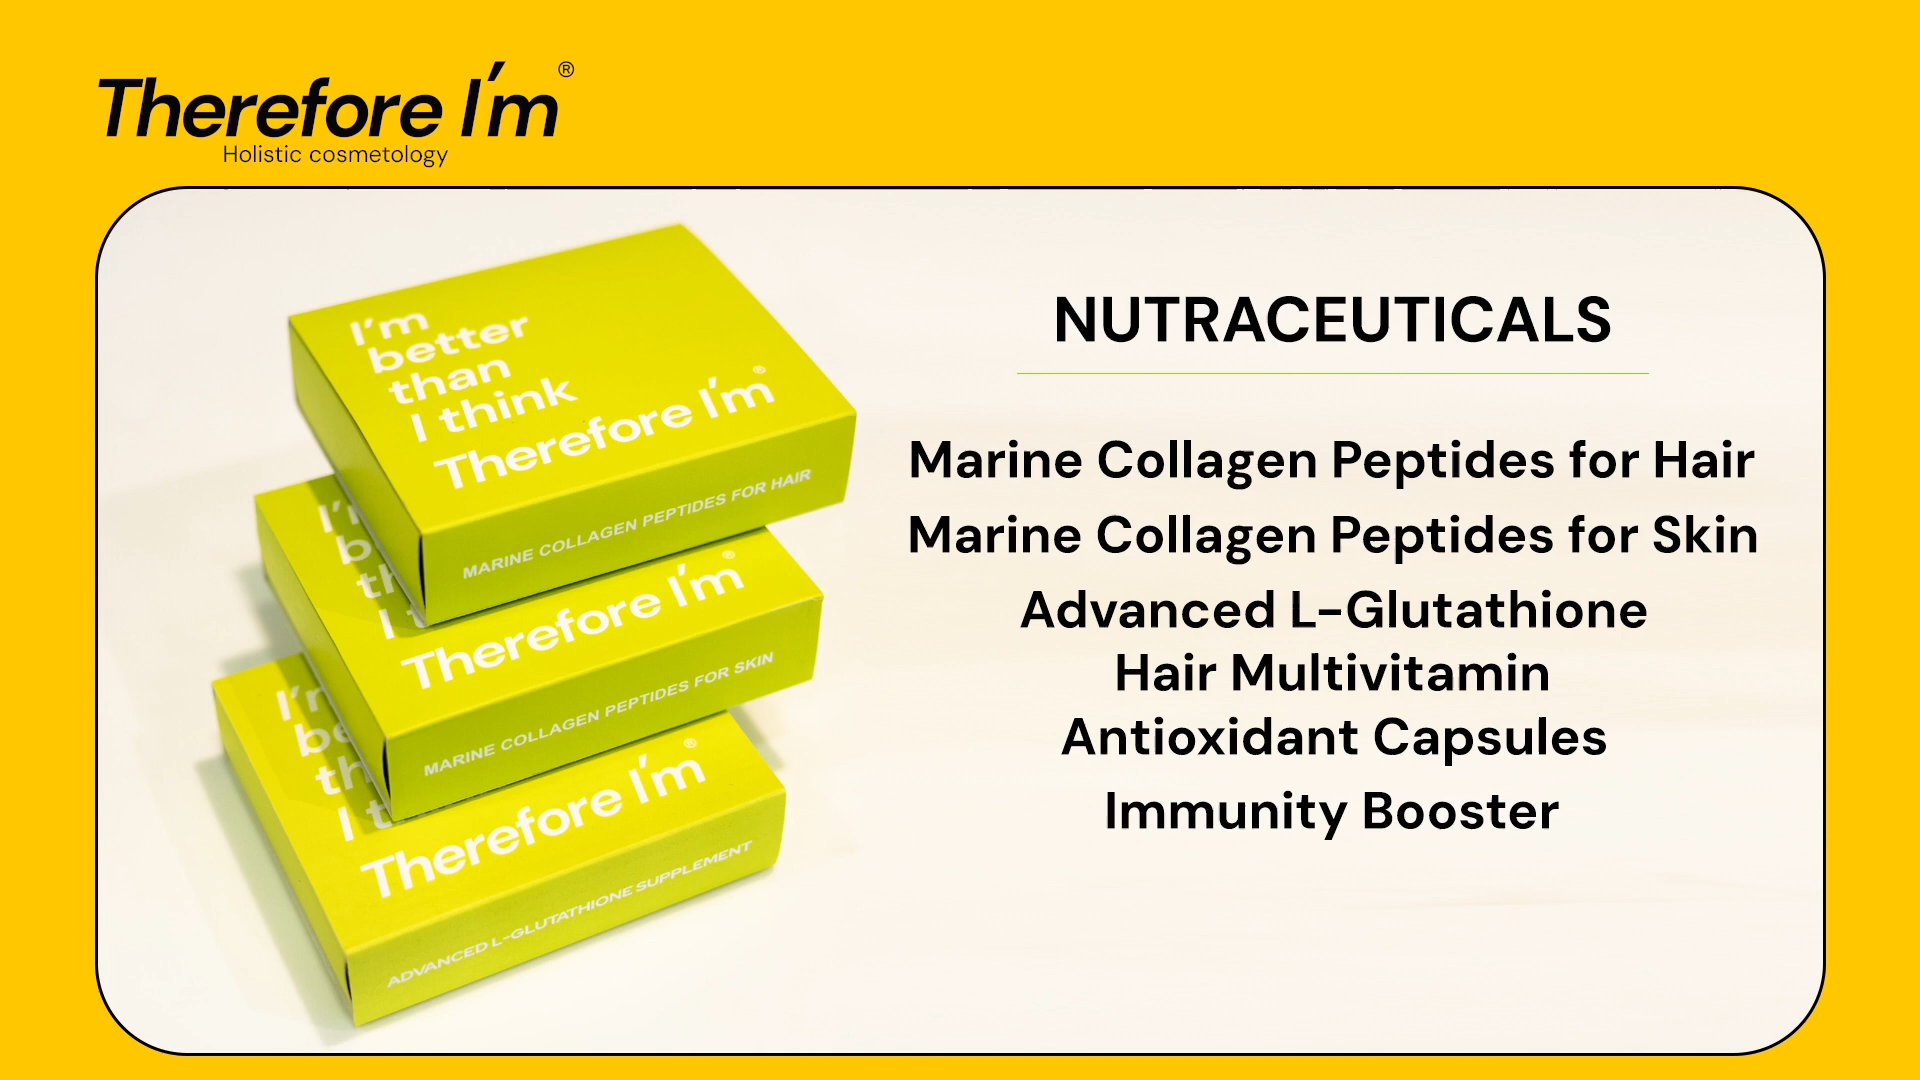 Therefore I'm®
Holistic cosmetology
I'm
better
than
I think
Therefore I'm®
MARINE COLLAGEN PEPTIDES FOR HAIR
Therefore I'm®
MARINE COLLAGEN PEPTIDES FOR SKIN
Therefore I'm®
ADVANCED L-GLUTATHIONE SUPPLEMENT
NUTRACEUTICALS
Marine Collagen Peptides for Hair
Marine Collagen Peptides for Skin
Advanced L-Glutathione
Hair Multivitamin
Antioxidant Capsules
Immunity Booster